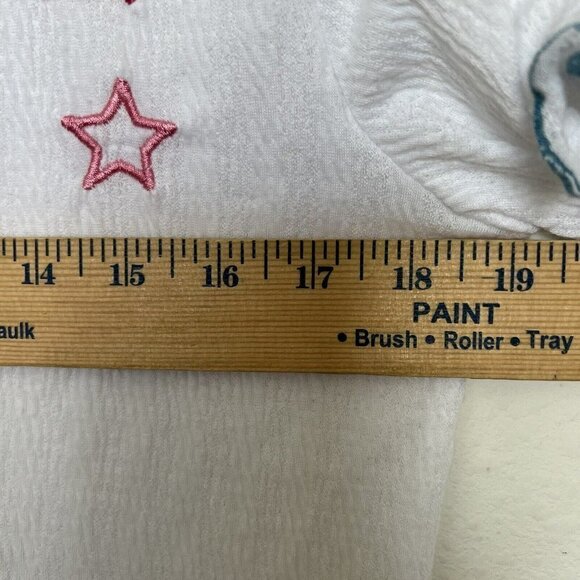 14 15 16 17 18 19
PAINT
aulk • Brush • Roller • Tray